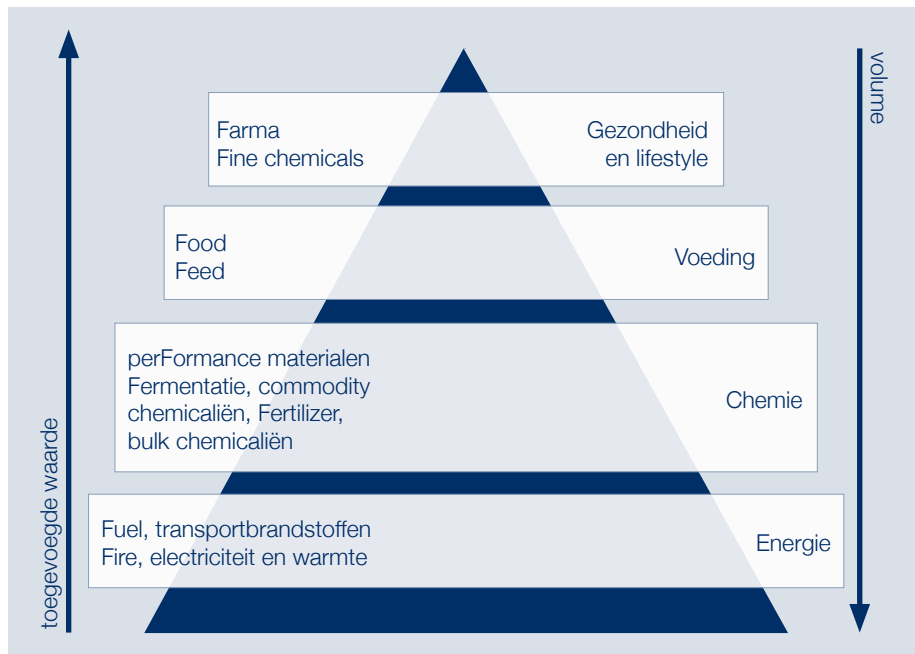 toegevoegde waarde
volume
Farma
Fine chemicals
Gezondheid
en lifestyle
Food
Feed
Voeding
perFormance materialen
Fermentatie, commodity
chemicaliën, Fertilizer,
bulk chemicaliën
Chemie
Fuel, transportbrandstoffen
Fire, electriciteit en warmte
Energie